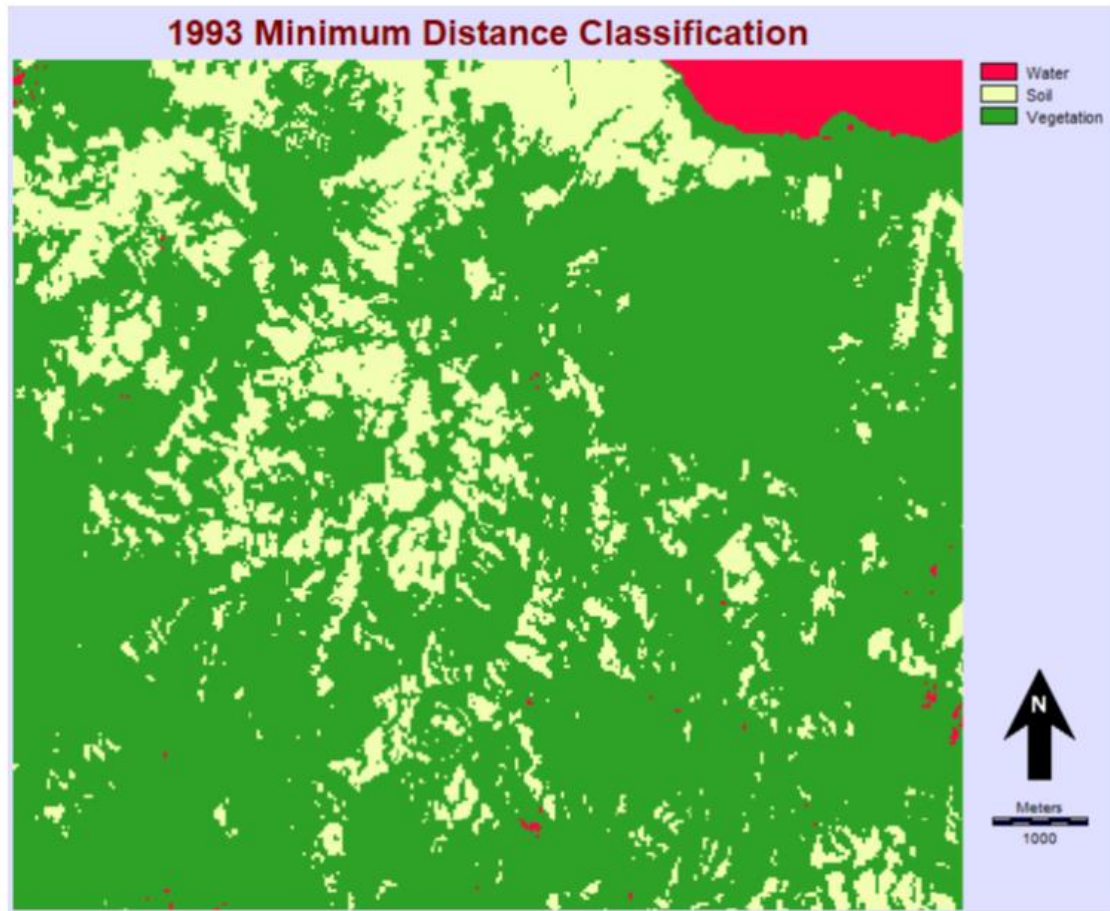 1993 Minimum Distance Classification
Water
Soil
Vegetation
N
Meters
1000